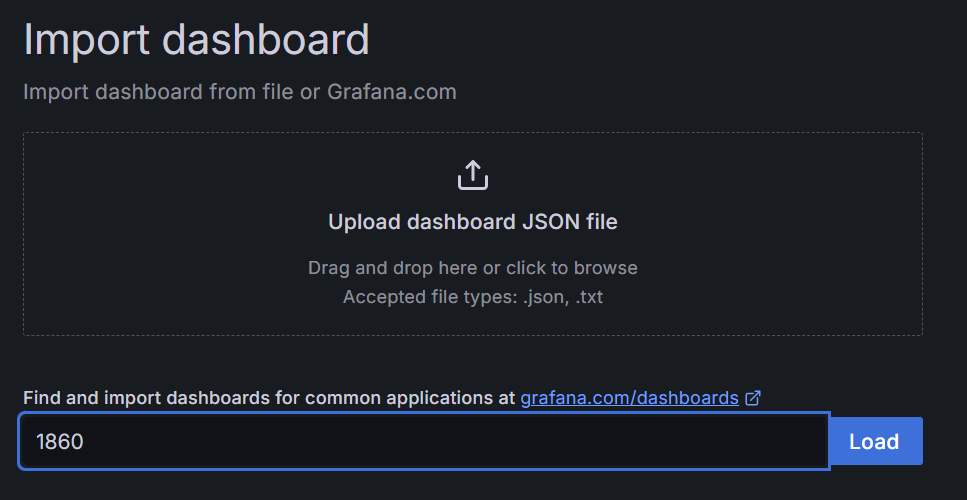 Import dashboard
Import dashboard from file or Grafana.com
Upload dashboard JSON file
Drag and drop here or click to browse
Accepted file types: .json, .txt
Find and import dashboards for common applications at grafana.com/dashboards
1860 Load